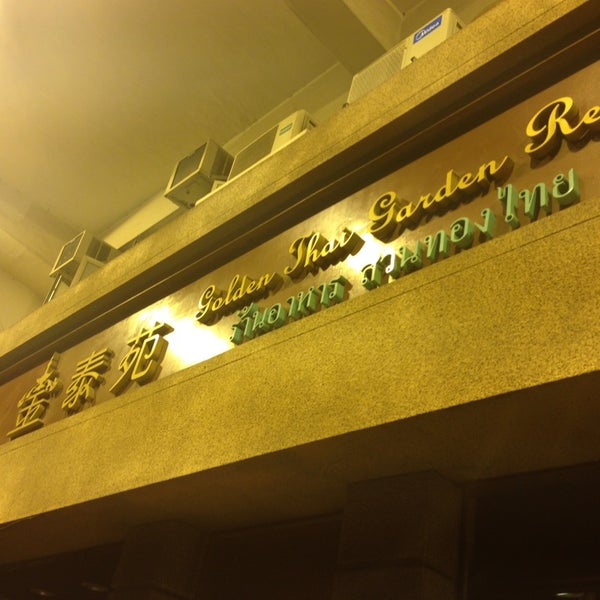 金泰苑
Golden Thai Garden Re
ร้านอาหาร สวนทองไทย
Midea